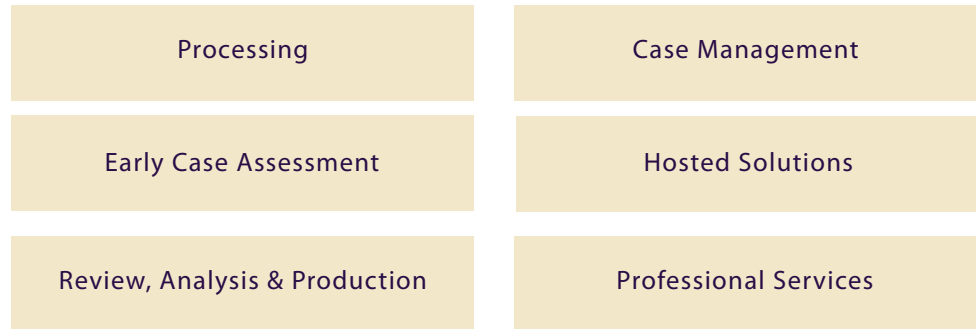 Processing
Case Management
Early Case Assessment
Hosted Solutions
Review, Analysis & Production
Professional Services